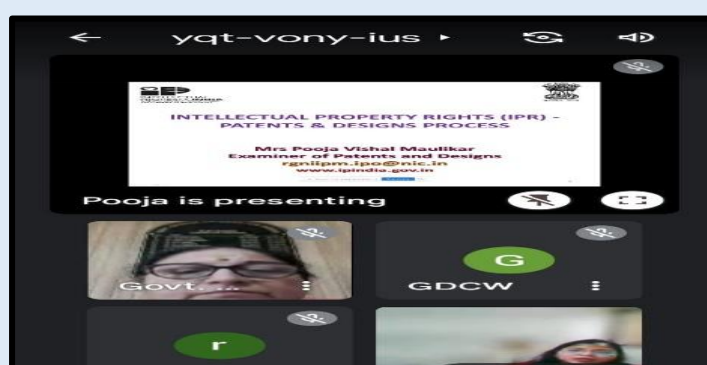 yqt-vony-ius
INTELLECTUAL PROPERTY RIGHTS (IPR) –
PATENTS & DESIGNS PROCESS
Mrs Pooja Vishal Maulikar
Examiner of Patents and Designs
rgniipm.ipo@nic.in
www.ipindia.gov.in
Pooja is presenting
Govt. ...
G
GDCW
r